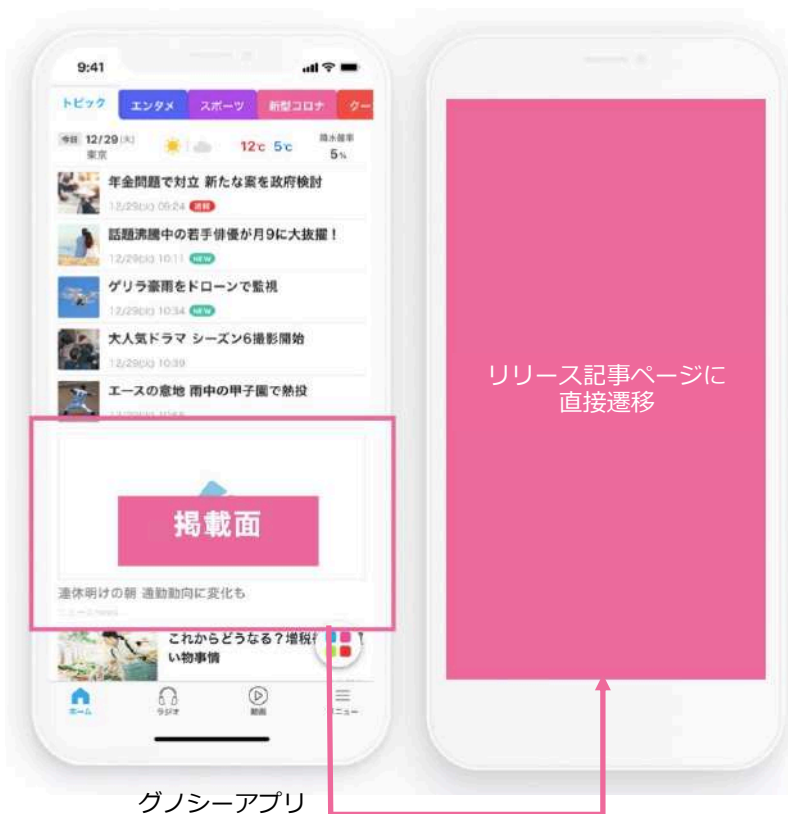 9:41
トピック
エンタメ
スポーツ
新型コロナ
クー
今日 12/29(火)
東京
12℃ 5℃
降水確率
5%
年金問題で対立 新たな案を政府検討
12/29(火) 09:24 速報
話題沸騰中の若手俳優が月9に大抜擢!
12/29(火) 10:11 NEW
ゲリラ豪雨をドローンで監視
12/29(火) 10:34 NEW
大人気ドラマ シーズン6撮影開始
12/29(火) 10:39
エースの意地 雨中の甲子園で熱投
掲載面
連休明けの朝 通勤動向に変化も
これからどうなる?増税
い物事情
ホーム
ラジオ
動画
メニュー
グノシーアプリ
リリース記事ページに
直接遷移